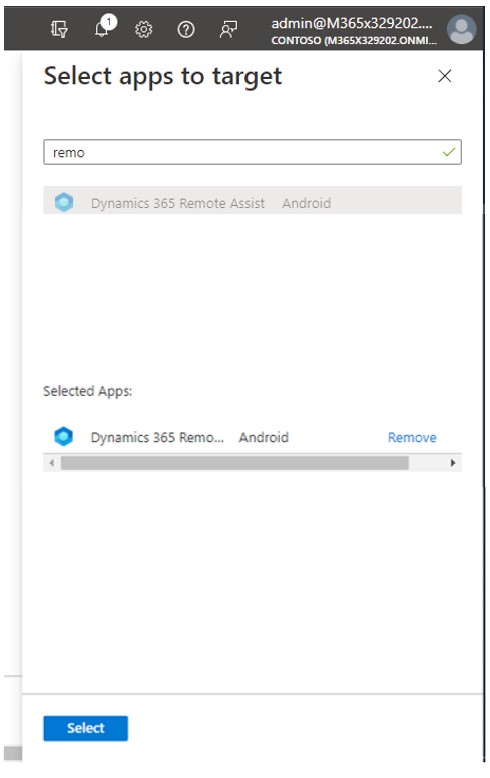 1
admin@M365x329202....
CONTOSO (M365X329202.ONMI...
Select apps to target
remo
Dynamics 365 Remote Assist Android
Selected Apps:
Dynamics 365 Remo... Android Remove
Select